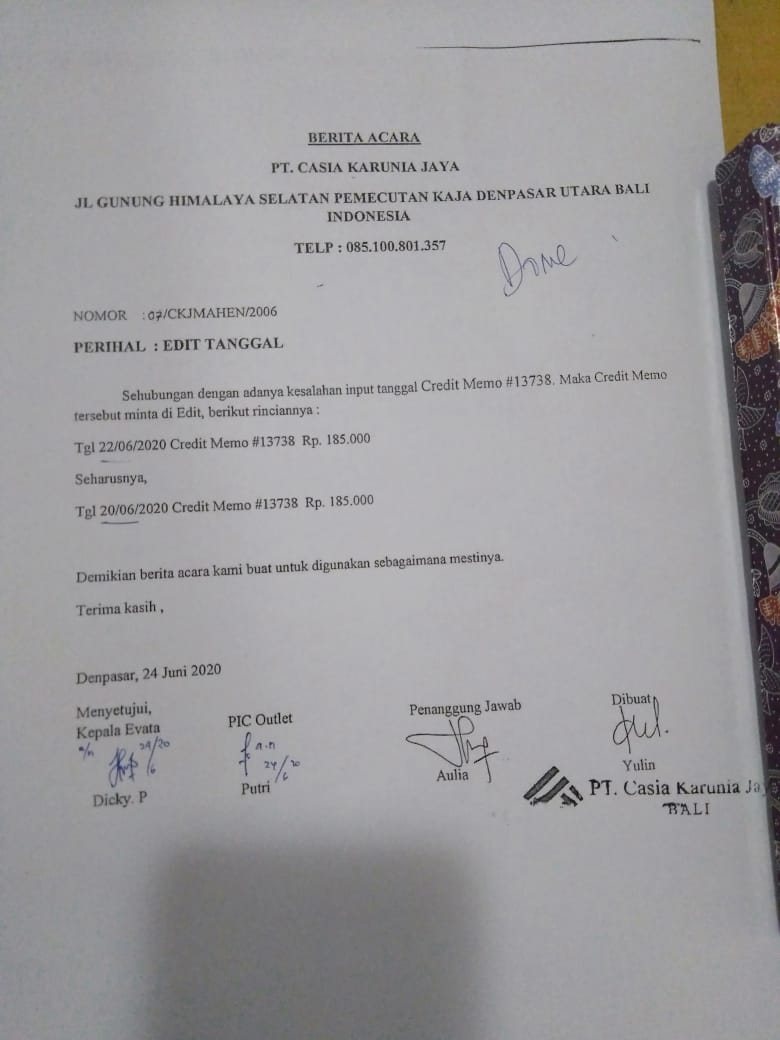 BERITA ACARA
PT. CASIA KARUNIA JAYA
JL GUNUNG HIMALAYA SELATAN PEMECUTAN KAJA DENPASAR UTARA BALI
INDONESIA
TELP : 085.100.801.357
Done
NOMOR : 07/CKJMAHEN/2006
PERIHAL : EDIT TANGGAL
Sehubungan dengan adanya kesalahan input tanggal Credit Memo #13738. Maka Credit Memo
tersebut minta di Edit, berikut rinciannya :
Tgl 22/06/2020 Credit Memo #13738 Rp. 185.000
Seharusnya,
Tgl 20/06/2020 Credit Memo #13738 Rp. 185.000
Demikian berita acara kami buat untuk digunakan sebagaimana mestinya.
Terima kasih ,
Denpasar, 24 Juni 2020
Menyetujui,
Kepala Evata
PIC Outlet
Penanggung Jawab
Dibuat,
a/n 24/20
6
a.n
24/20
6
Dicky. P
Putri
Aulia
Yulin
PT. Casia Karunia Ja
BALI